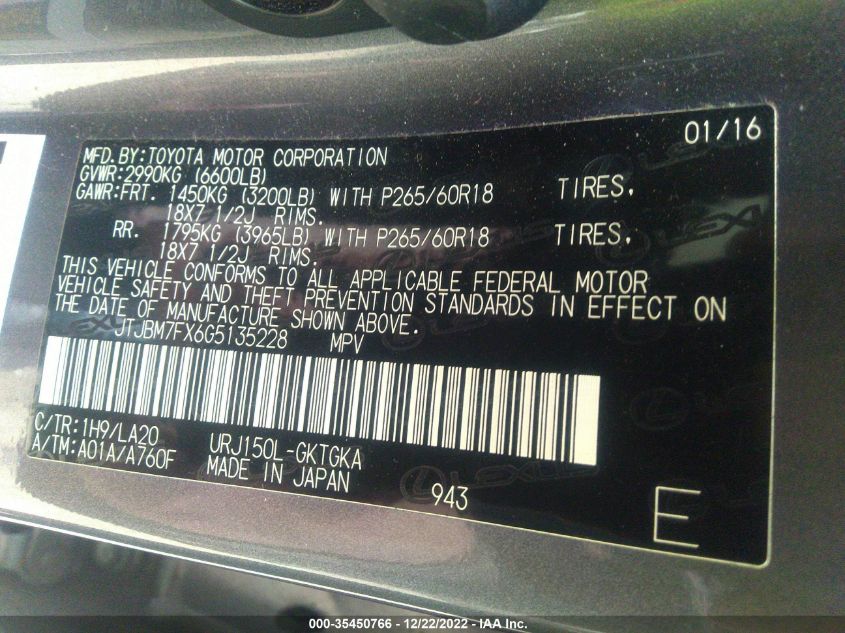 01/16
MFD. BY: TOYOTA MOTOR CORPORATION
GVWR: 2990KG (6600LB)
GAWR: FRT. 1450KG (3200LB) WITH P265/60R18 TIRES,
18X7 1/2J RIMS.
RR. 1795KG (3965LB) WITH P265/60R18 TIRES,
18X7 1/2J RIMS.
THIS VEHICLE CONFORMS TO ALL APPLICABLE FEDERAL MOTOR
VEHICLE SAFETY AND THEFT PREVENTION STANDARDS IN EFFECT ON
THE DATE OF MANUFACTURE SHOWN ABOVE.
JTJBM7FX6G5135228 MPV
C/TR: 1H9/LA20 URJ150L-GKTGKA
A/TM: A01A/A760F MADE IN JAPAN
943
E
LEXUS
000-35450766 - 12/22/2022 - IAA Inc.